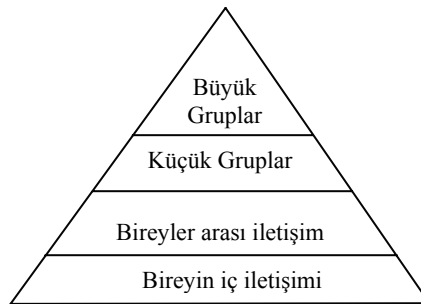 Büyük
Gruplar
Küçük Gruplar
Bireyler arası iletişim
Bireyin iç iletişimi